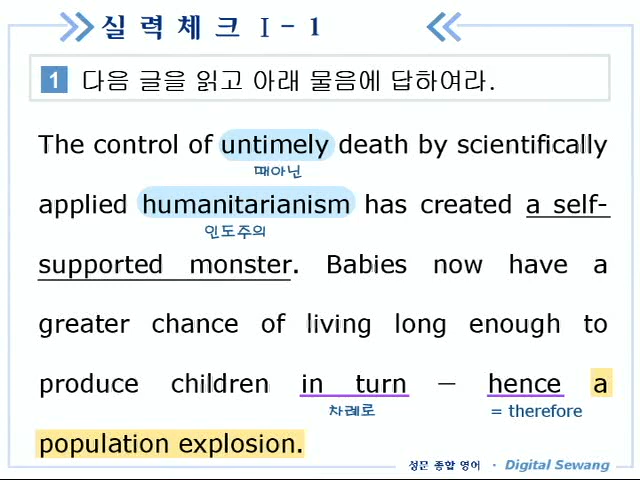 실력체크 I - 1
1 다음 글을 읽고 아래 물음에 답하여라.
The control of untimely death by scientifically
때아닌
applied humanitarianism has created a self-
인도주의
supported monster. Babies now have a
greater chance of living long enough to
produce children in turn – hence a
차례로 = therefore
population explosion.
정문 종합 영어 · Digital Sewang